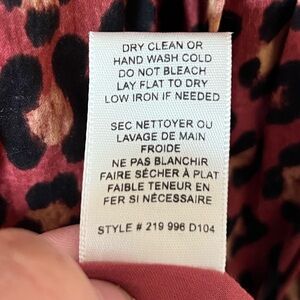 DRY CLEAN OR
HAND WASH COLD
DO NOT BLEACH
LAY FLAT TO DRY
LOW IRON IF NEEDED
SEC NETTOYER OU
LAVAGE DE MAIN
FROIDE
NE PAS BLANCHIR
FAIRE SÉCHER À PLAT
FAIBLE TENEUR EN
FER SI NÉCESSAIRE
STYLE # 219 996 D104